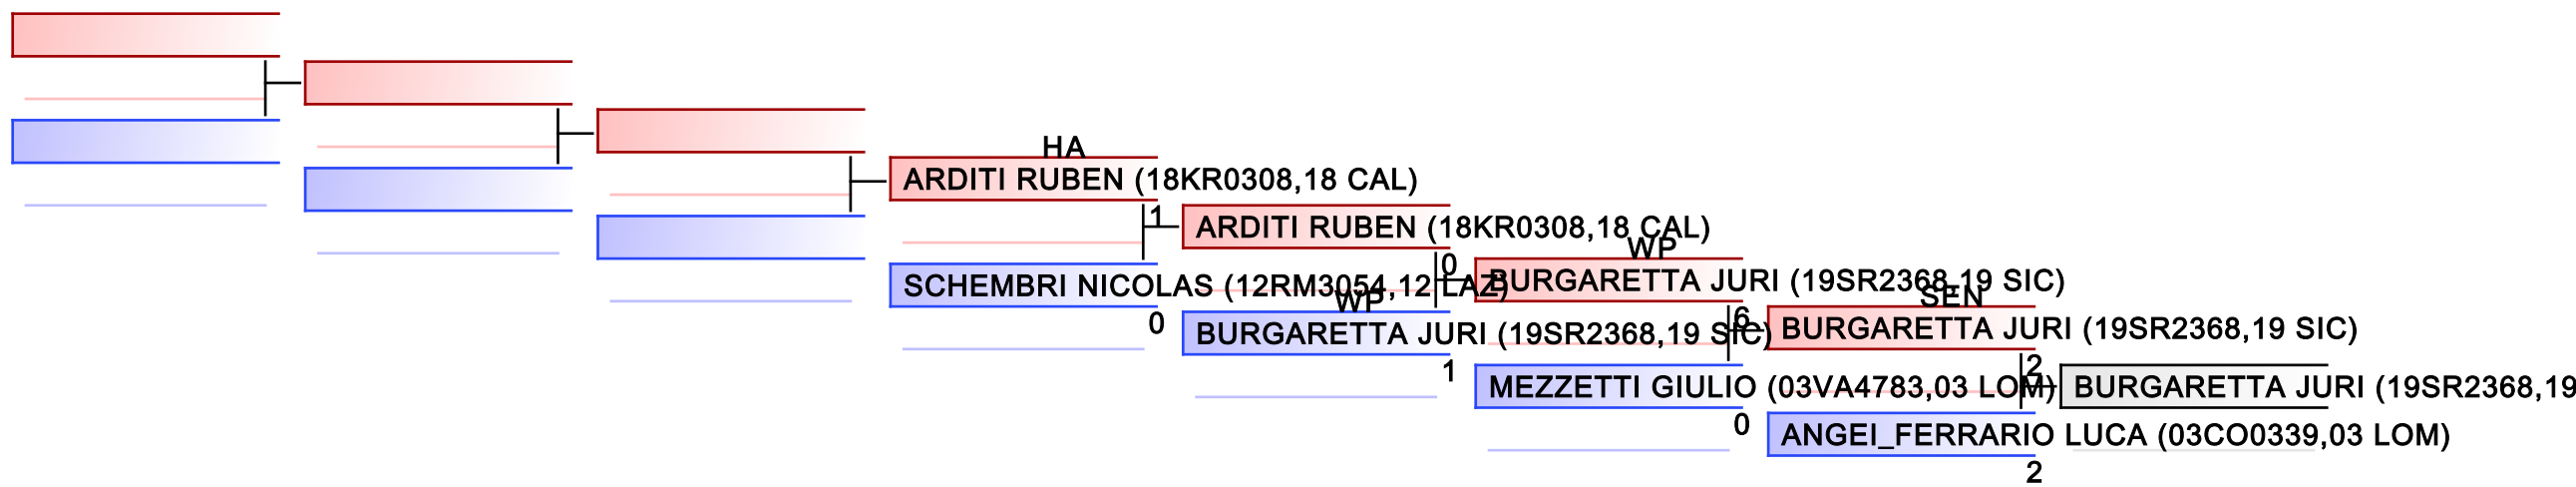 HA
ARDITI RUBEN (18KR0308,18 CAL)
1
SCHEMBRI NICOLAS (12RM3054,12 LAZ)
0
ARDITI RUBEN (18KR0308,18 CAL)
0
WP
BURGARETTA JURI (19SR2368,19 SIC)
1
WP
BURGARETTA JURI (19SR2368,19 SIC)
6
MEZZETTI GIULIO (03VA4783,03 LOM)
0
SEN
BURGARETTA JURI (19SR2368,19 SIC)
2
ANGEI_FERRARIO LUCA (03CO0339,03 LOM)
2
BURGARETTA JURI (19SR2368,19